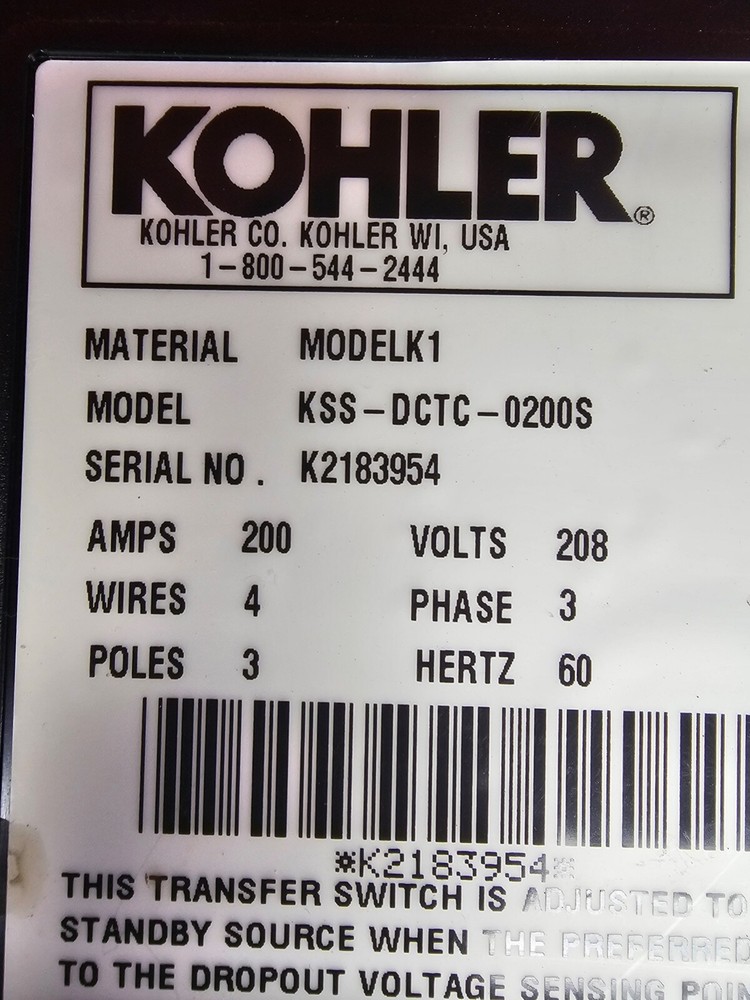 KOHLER®
KOHLER CO. KOHLER WI, USA
1-800-544-2444
MATERIAL MODELK1
MODEL KSS-DCTC-0200S
SERIAL NO. K2183954
AMPS 200 VOLTS 208
WIRES 4 PHASE 3
POLES 3 HERTZ 60
*K2183954*
THIS TRANSFER SWITCH IS ADJUSTED TO
STANDBY SOURCE WHEN THE PREFERRED
TO THE DROPOUT VOLTAGE SENSING